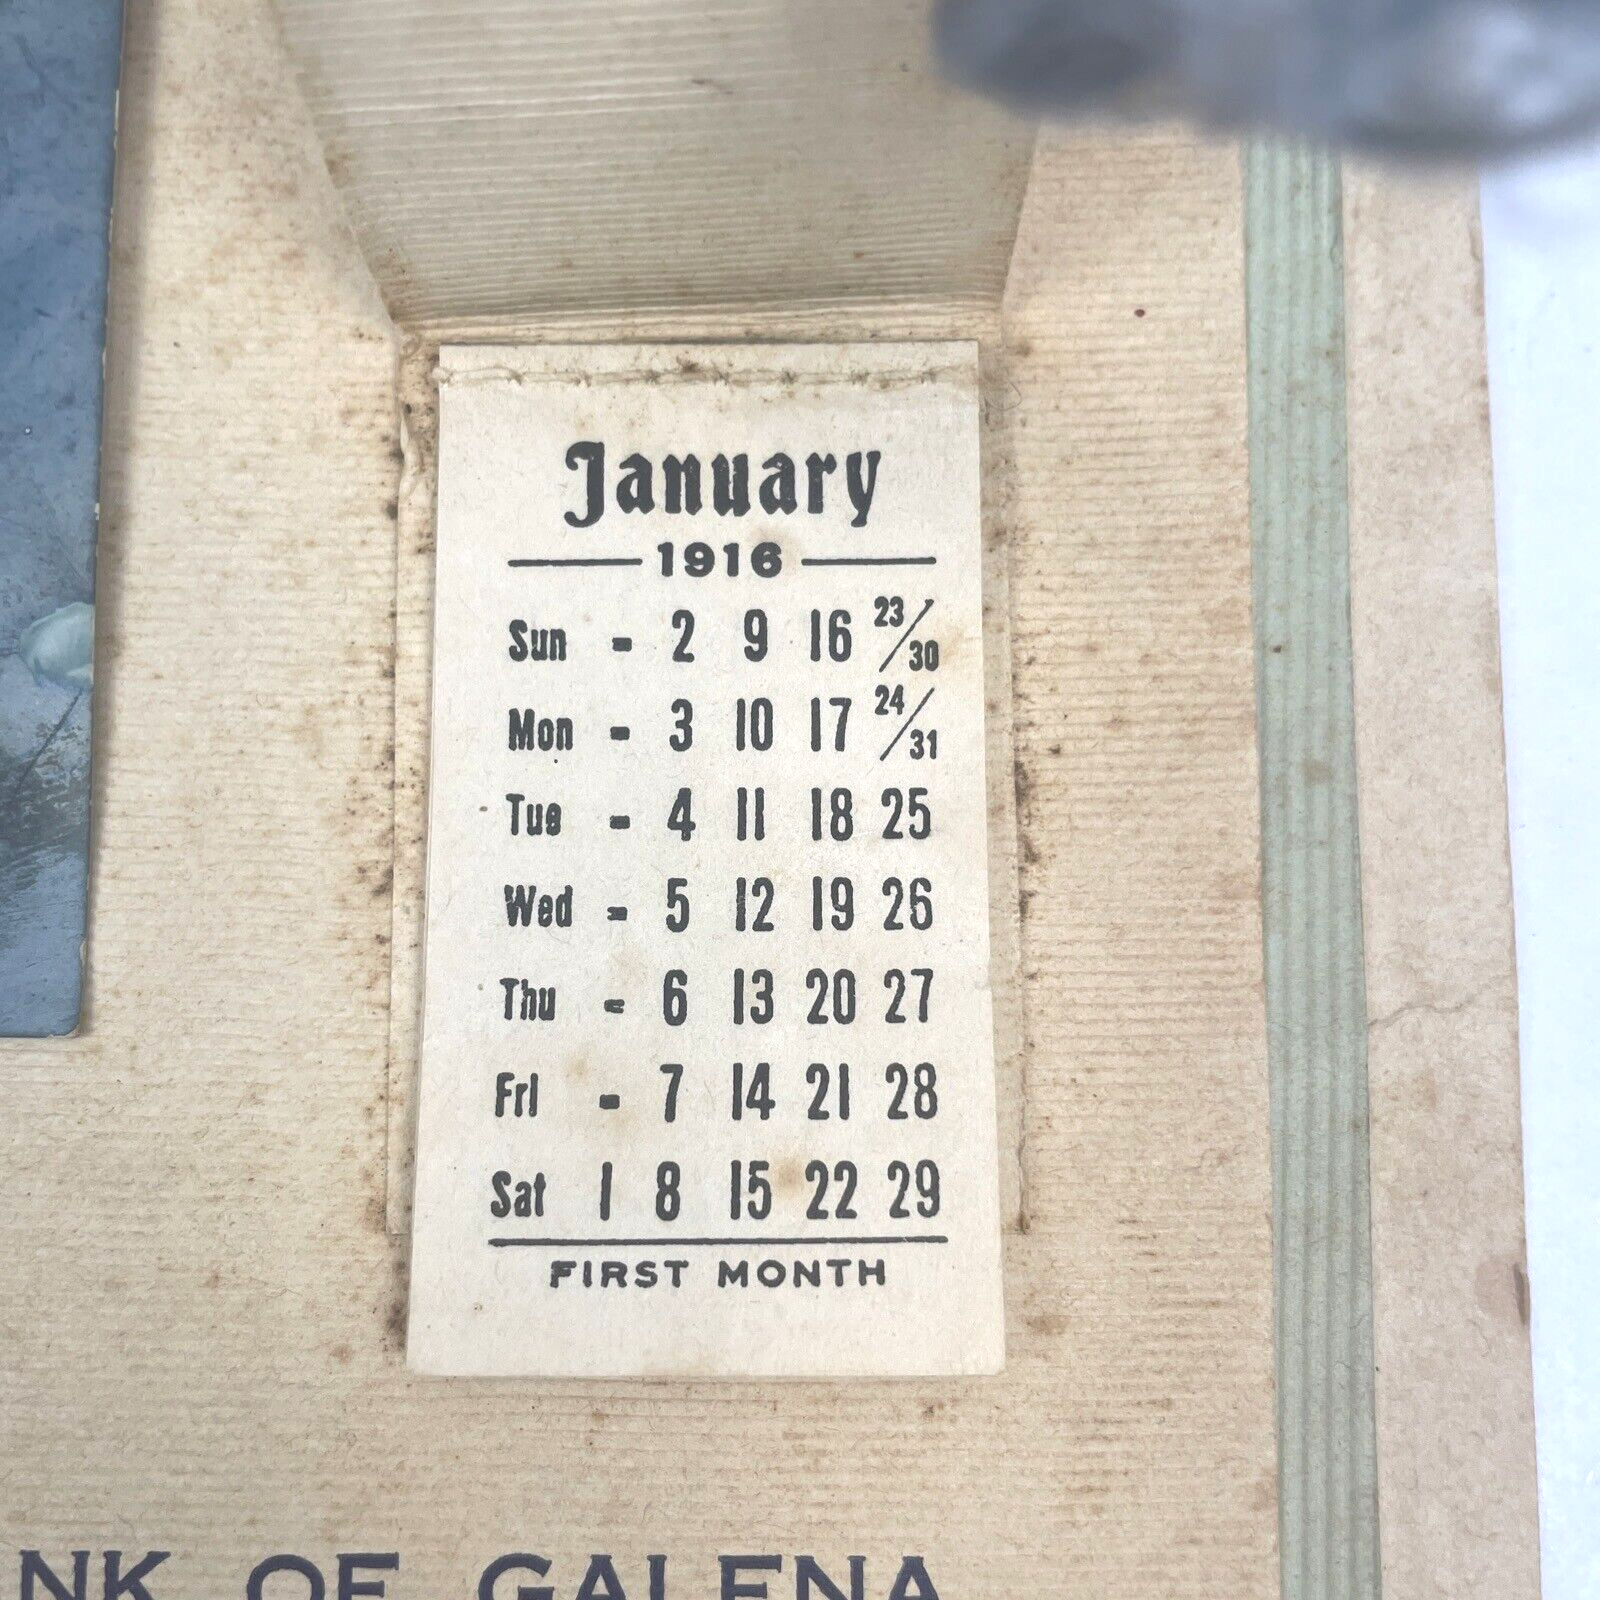 January
1916
Sun - 2 9 16 23/30
Mon - 3 10 17 24/31
Tue - 4 11 18 25
Wed - 5 12 19 26
Thu - 6 13 20 27
Fri - 7 14 21 28
Sat 1 8 15 22 29
FIRST MONTH
NK OF GALENA